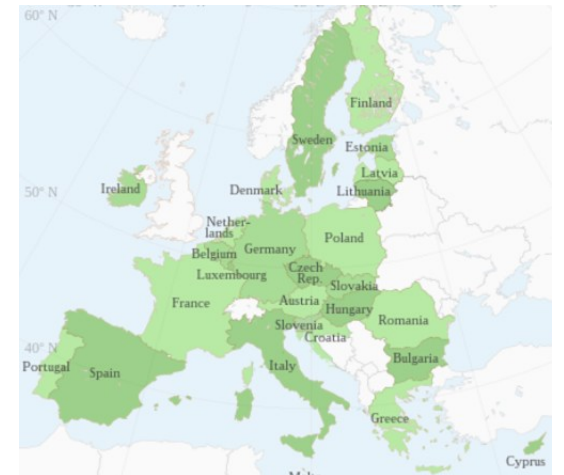 60° N
Finland
Sweden
Estonia
Latvia
Ireland
Denmark
Lithuania
50° N
Nether-
lands
Poland
Belgium
Germany
Luxembourg
Czech
Rep.
Slovakia
France
Austria
Hungary
Romania
Slovenia
Croatia
40° N
Bulgaria
Portugal
Spain
Italy
Greece
Cyprus